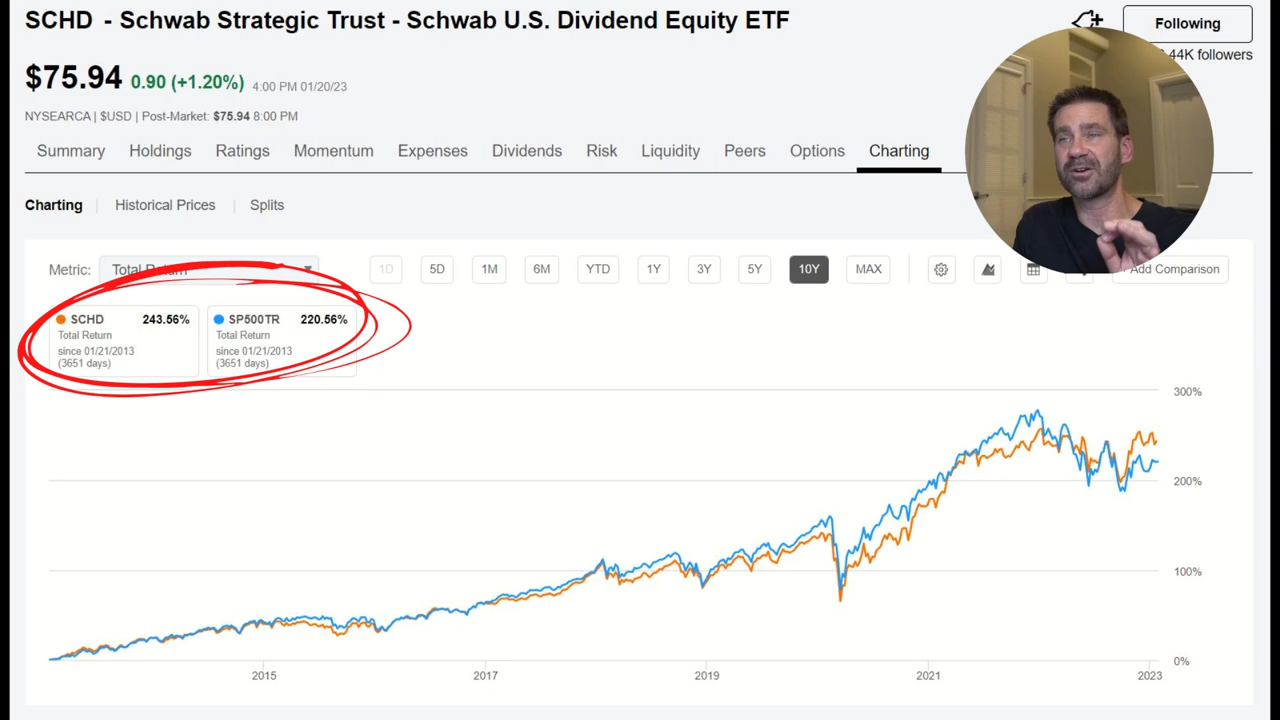 SCHD - Schwab Strategic Trust - Schwab U.S. Dividend Equity ETF
Following
44K followers
$75.94 0.90 (+1.20%) 4:00 PM 01/20/23
NYSEARCA | $USD | Post-Market: $75.94 8:00 PM
Summary Holdings Ratings Momentum Expenses Dividends Risk Liquidity Peers Options Charting
Charting | Historical Prices | Splits
Metric: Total Return 1D 5D 1M 6M YTD 1Y 3Y 5Y 10Y MAX Add Comparison
SCHD 243.56% SP500TR 220.56%
Total Return Total Return
since 01/21/2013 since 01/21/2013
(3651 days) (3651 days)
300%
200%
100%
0%
2015 2017 2019 2021 2023